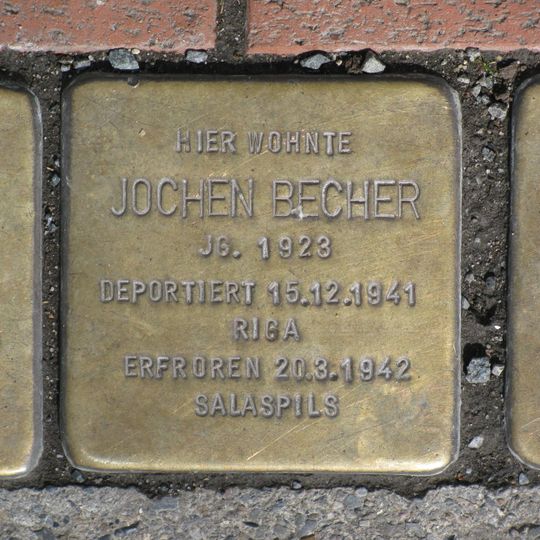 HIER WOHNTE
JOCHEN BECHER
JG. 1923
DEPORTIERT 15.12.1941
RIGA
ERFROREN 20.3.1942
SALASPILS